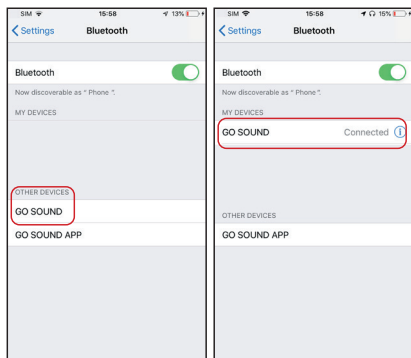 SIM 15:58 13%
Settings Bluetooth
Bluetooth
Now discoverable as " Phone ".
MY DEVICES
OTHER DEVICES
GO SOUND
GO SOUND APP
SIM 15:58 15%
Settings Bluetooth
Bluetooth
Now discoverable as " Phone ".
MY DEVICES
GO SOUND Connected
OTHER DEVICES
GO SOUND APP